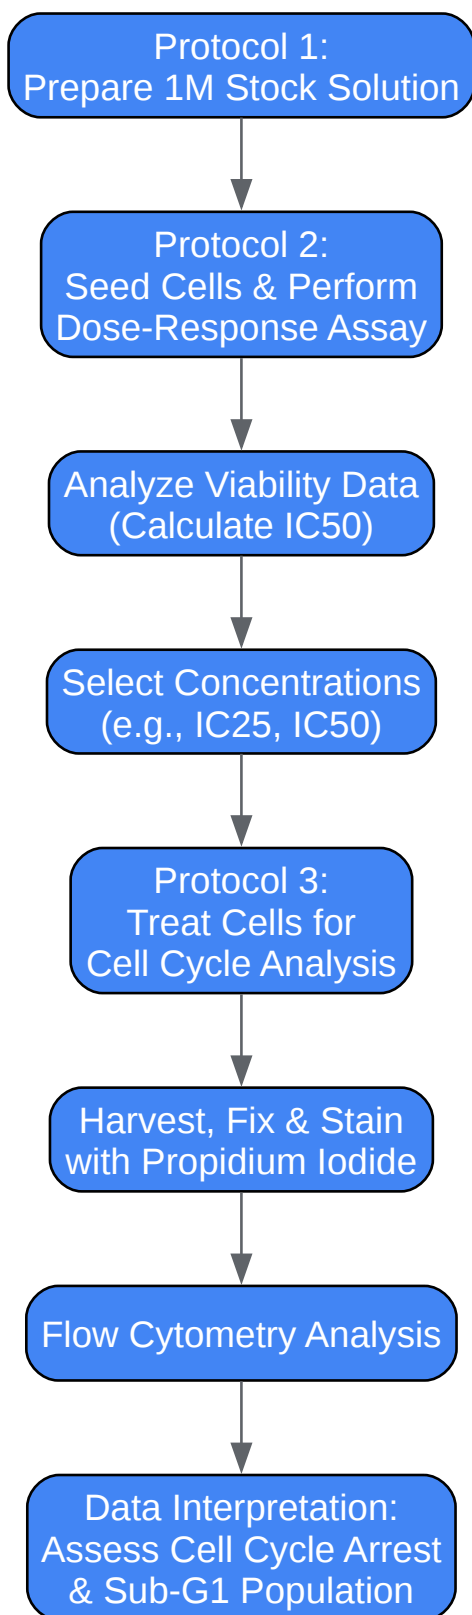 Protocol 1:
Prepare 1M Stock Solution
Protocol 2:
Seed Cells & Perform
Dose-Response Assay
Analyze Viability Data
(Calculate IC50)
Select Concentrations
(e.g., IC25, IC50)
Protocol 3:
Treat Cells for
Cell Cycle Analysis
Harvest, Fix & Stain
with Propidium Iodide
Flow Cytometry Analysis
Data Interpretation:
Assess Cell Cycle Arrest
& Sub-G1 Population